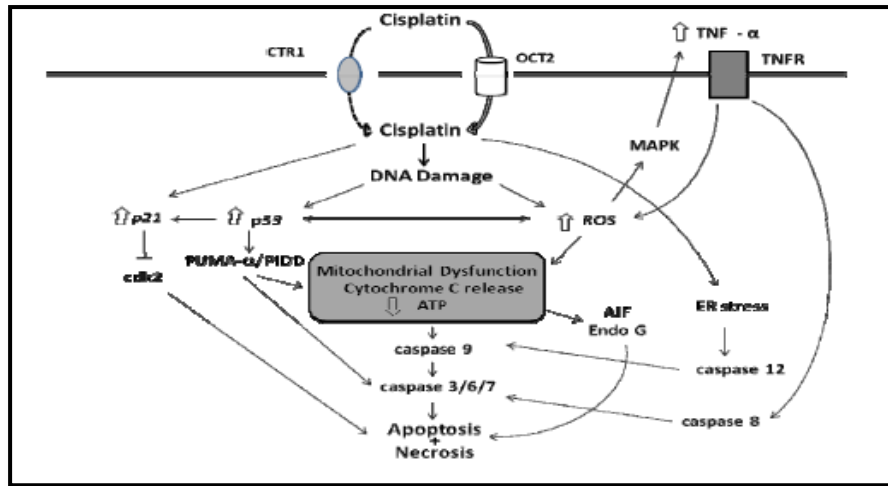 Cisplatin
⇧ TNF - α
CTR1
OCT2
TNFR
Cisplatin
MAPK
DNA Damage
⇧ p21
⇧ p53
⇧ ROS
PUMA-α/PIDD
cdk2
Mitochondrial Dysfunction
Cytochrome C release
⇩ ATP
AIF
Endo G
ER stress
caspase 9
caspase 12
caspase 3/6/7
caspase 8
Apoptosis
+
Necrosis